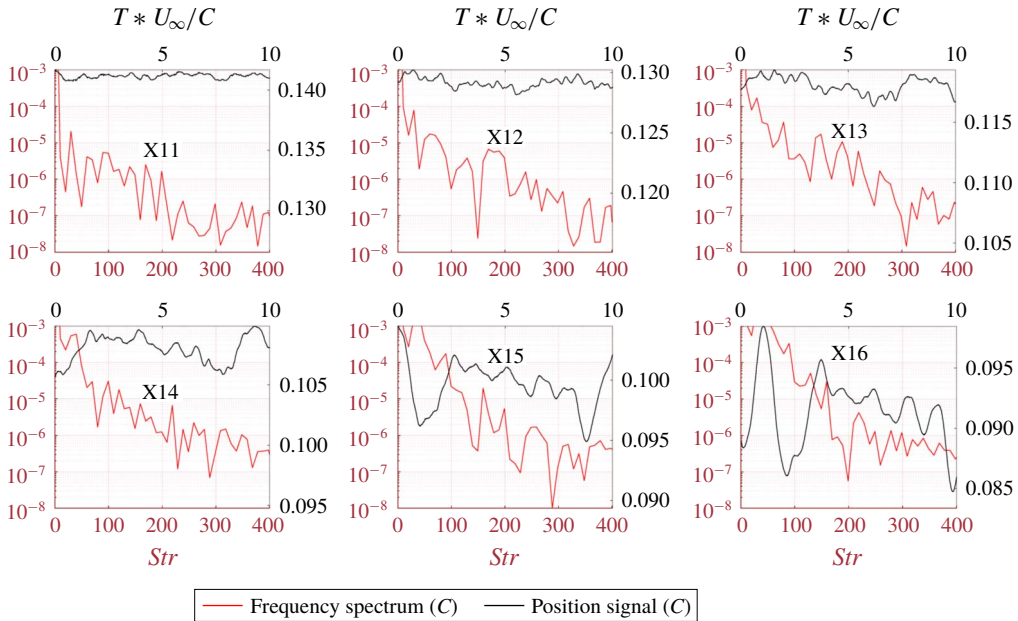 T * U∞/C T * U∞/C T * U∞/C
0 5 10 0 5 10 0 5 10
10⁻³ 10⁻³ 10⁻³
0.140 0.130 
10⁻⁴ 10⁻⁴ 10⁻⁴
0.128 0.115
10⁻⁵ X11 10⁻⁵ X12 10⁻⁵ X13
0.135
10⁻⁶ 10⁻⁶ 10⁻⁶
0.120 0.110
10⁻⁷ 0.130 10⁻⁷ 10⁻⁷
0.105
10⁻⁸ 10⁻⁸ 10⁻⁸
0 100 200 300 400 0 100 200 300 400 0 100 200 300 400
0 5 10 0 5 10 0 5 10
10⁻³ 10⁻³ 10⁻³
10⁻⁴ X15 X16 0.095
0.105 10⁻⁴ 0.100 10⁻⁴
10⁻⁵ X14 10⁻⁵ 10⁻⁵
0.090
10⁻⁶ 0.100 10⁻⁶ 0.095 10⁻⁶
10⁻⁷ 10⁻⁷ 10⁻⁷
0.095 0.090 0.085
10⁻⁸ 10⁻⁸ 10⁻⁸
0 100 200 300 400 0 100 200 300 400 0 100 200 300 400
Str Str Str
Frequency spectrum (C) Position signal (C)